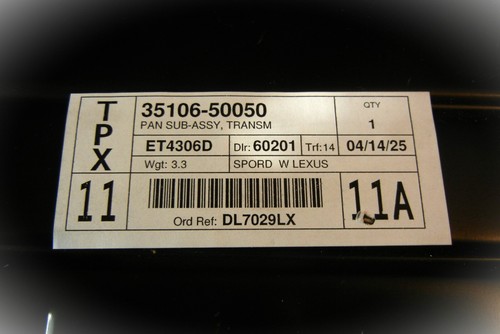 TPX
35106-50050
PAN SUB-ASSY, TRANSM
QTY
1
ET4306D Dlr: 60201 Trf:14 04/14/25
Wgt: 3.3 SPORD W LEXUS
11
11A
Ord Ref: DL7029LX